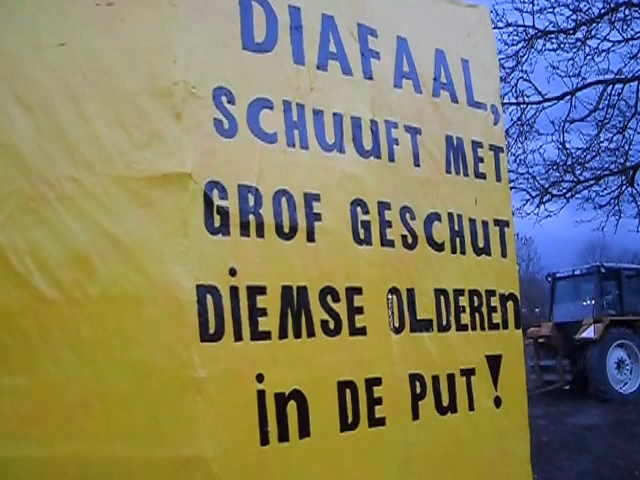 DIAFAAL,
SCHUUFT MET
GROF GESCHUT
DiEMSE OLDEREn
in DE PuT!